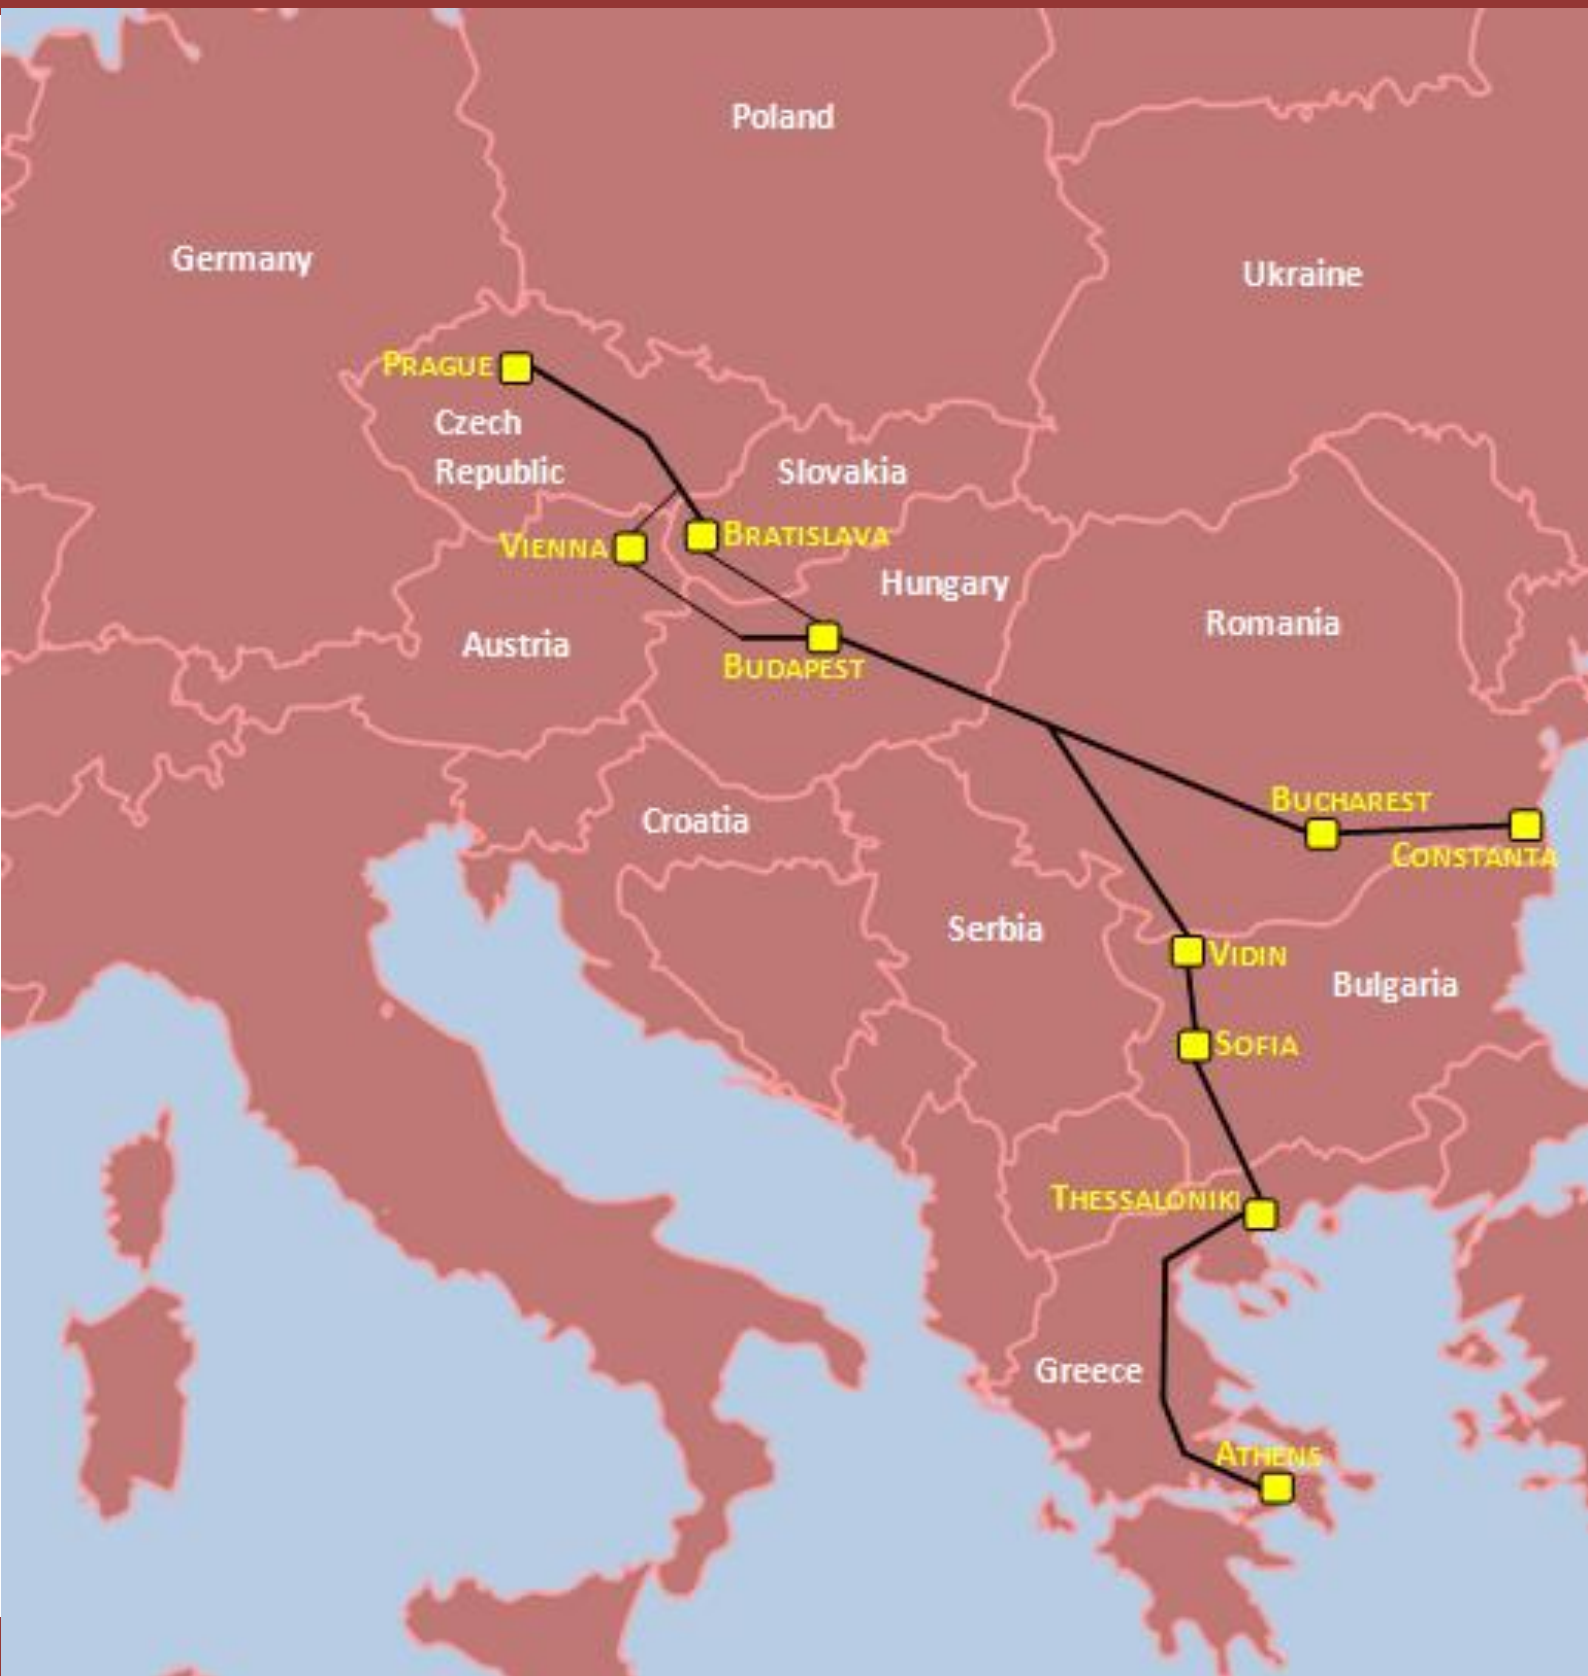 Poland
Germany
Ukraine
PRAGUE
Czech
Republic
Slovakia
VIENNA
BRATISLAVA
Hungary
Romania
Austria
BUDAPEST
BUCHAREST
Croatia
CONSTANTA
Serbia
VIDIN
Bulgaria
SOFIA
THESSALONIKI
Greece
ATHENS